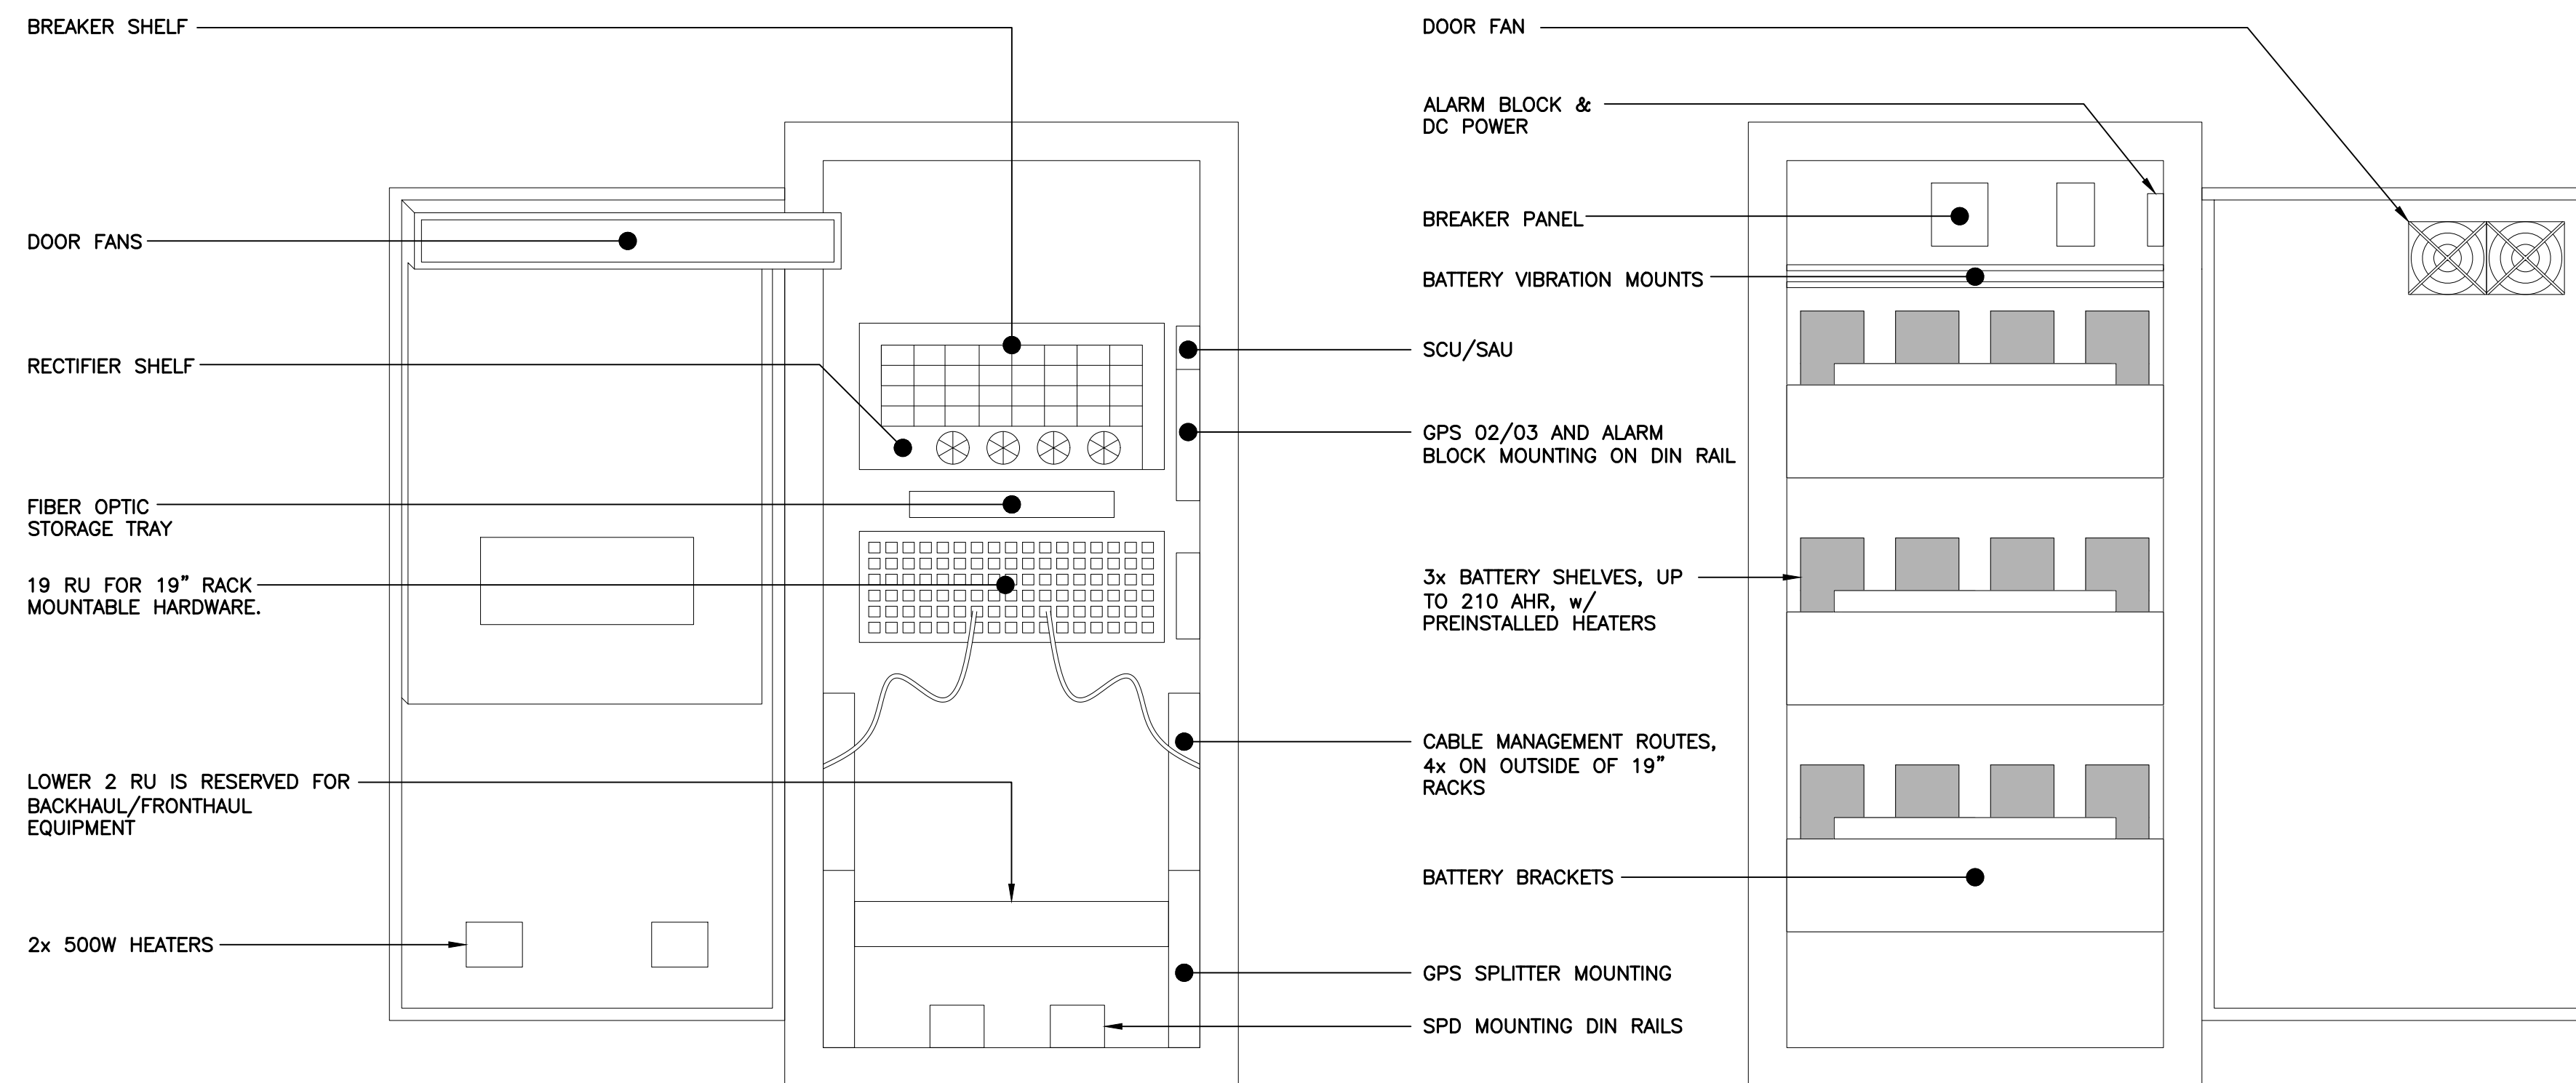 BREAKER SHELF
DOOR FANS
RECTIFIER SHELF
FIBER OPTIC
STORAGE TRAY
19 RU FOR 19” RACK
MOUNTABLE HARDWARE.
LOWER 2 RU IS RESERVED FOR
BACKHAUL/FRONTHAUL
EQUIPMENT
2x 500W HEATERS
DOOR FAN
ALARM BLOCK &
DC POWER
BREAKER PANEL
BATTERY VIBRATION MOUNTS
SCU/SAU
GPS 02/03 AND ALARM
BLOCK MOUNTING ON DIN RAIL
3x BATTERY SHELVES, UP
TO 210 AHR, w/
PREINSTALLED HEATERS
CABLE MANAGEMENT ROUTES,
4x ON OUTSIDE OF 19”
RACKS
BATTERY BRACKETS
GPS SPLITTER MOUNTING
SPD MOUNTING DIN RAILS